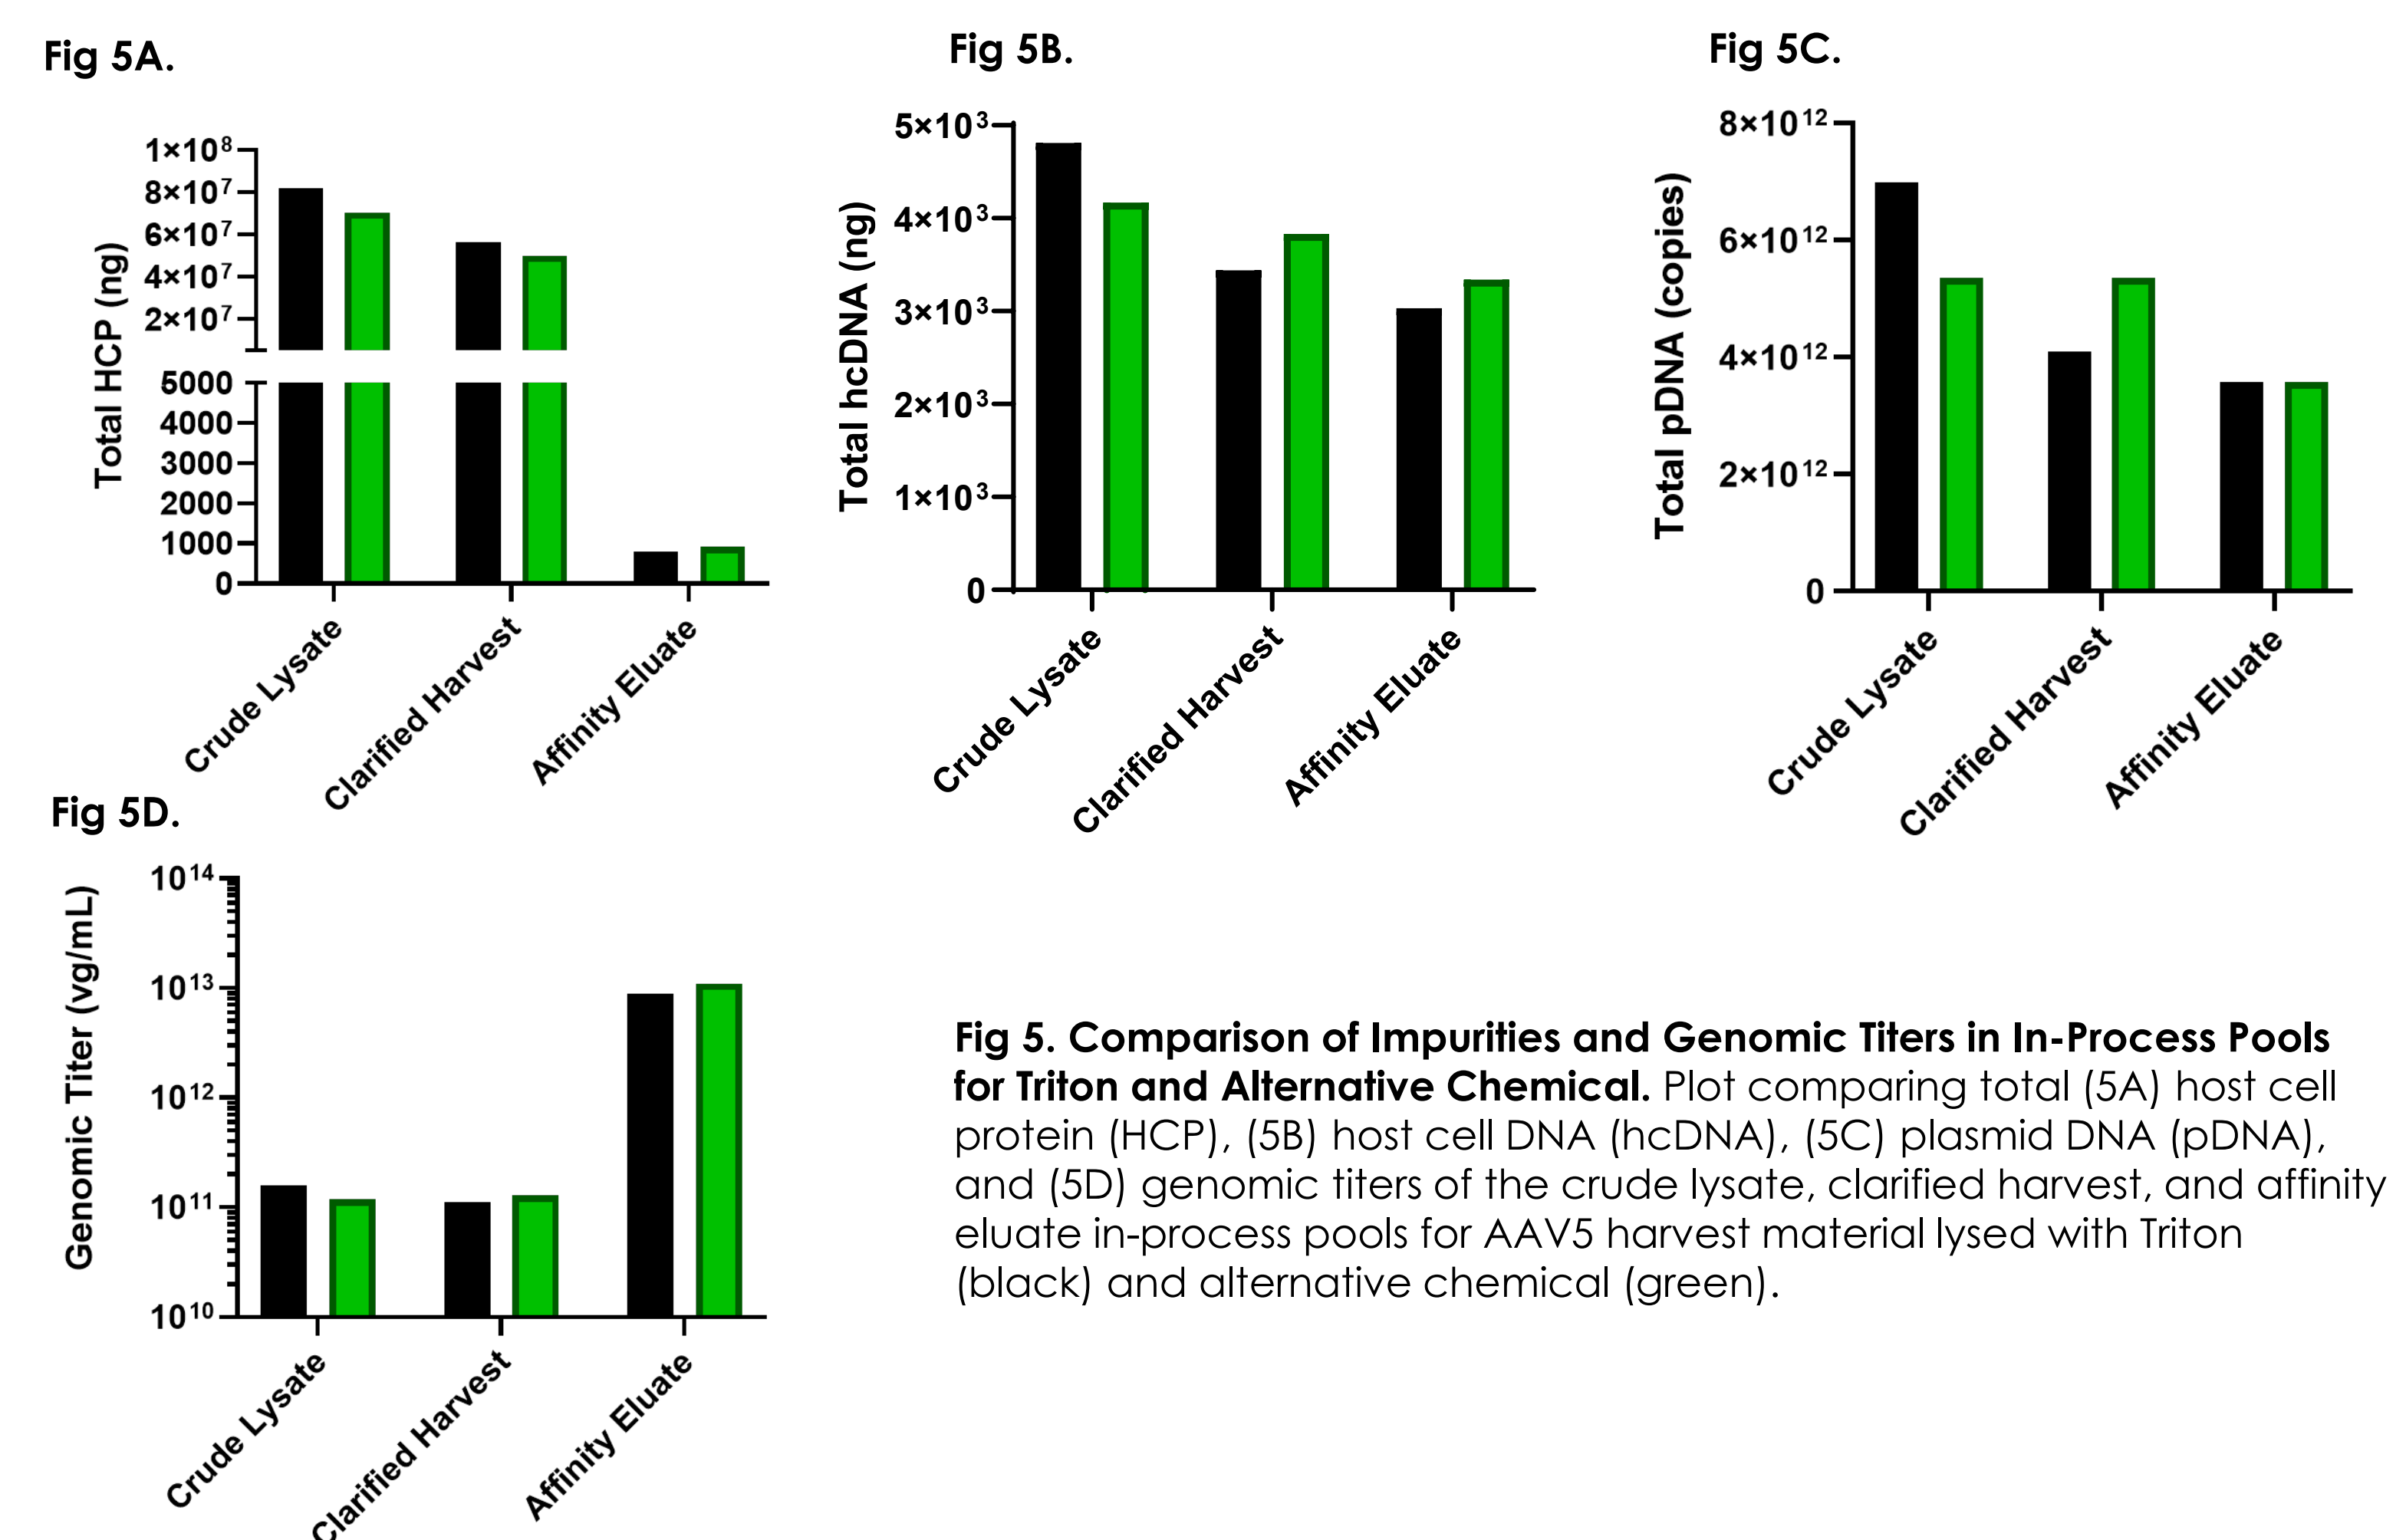 Fig 5A.
1×10⁸
8×10⁷
6×10⁷
4×10⁷
2×10⁷
5000
4000
3000
2000
1000
0
Total HCP (ng)
Crude Lysate
Clarified Harvest
Affinity Eluate
Fig 5B.
5×10³
4×10³
3×10³
2×10³
1×10³
0
Total hcDNA (ng)
Crude Lysate
Clarified Harvest
Affinity Eluate
Fig 5C.
8×10¹²
6×10¹²
4×10¹²
2×10¹²
0
Total pDNA (copies)
Crude Lysate
Clarified Harvest
Affinity Eluate
Fig 5D.
10¹⁴
10¹³
10¹²
10¹¹
10¹⁰
Genomic Titer (vg/mL)
Crude Lysate
Clarified Harvest
Affinity Eluate
Fig 5. Comparison of Impurities and Genomic Titers in In-Process Pools
for Triton and Alternative Chemical. Plot comparing total (5A) host cell
protein (HCP), (5B) host cell DNA (hcDNA), (5C) plasmid DNA (pDNA),
and (5D) genomic titers of the crude lysate, clarified harvest, and affinity
eluate in-process pools for AAV5 harvest material lysed with Triton
(black) and alternative chemical (green).